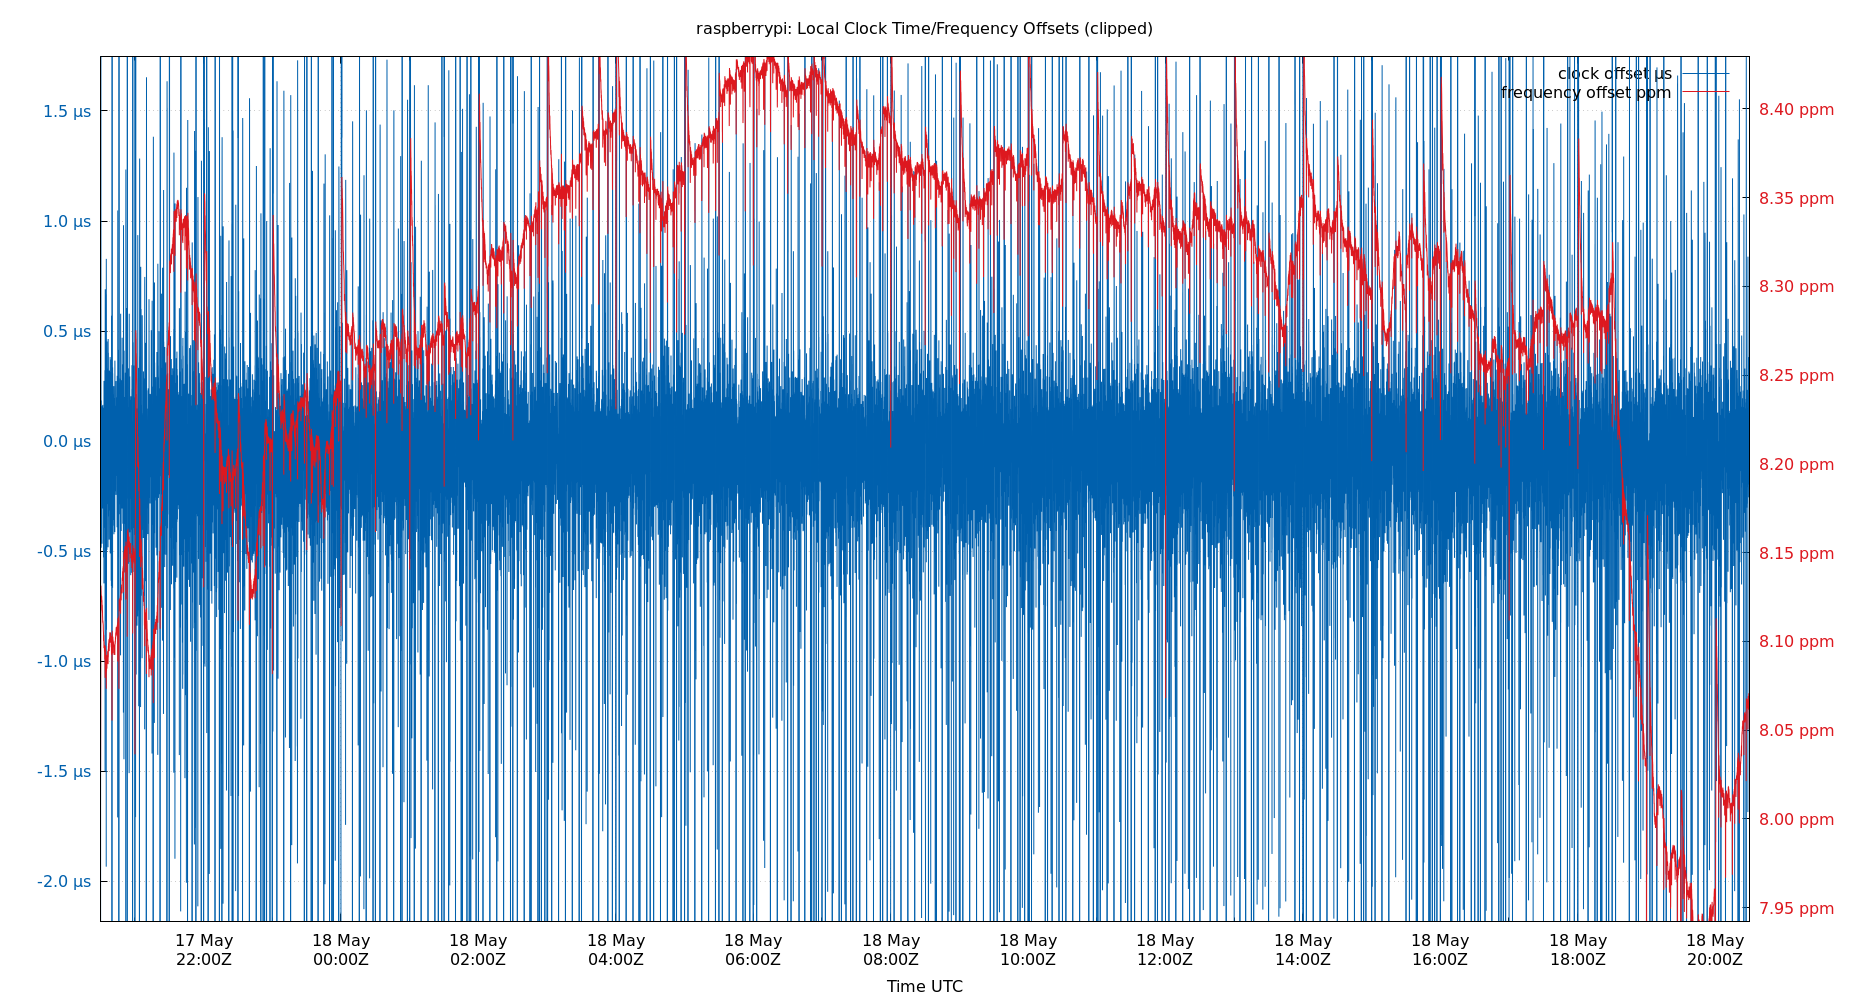 raspberrypi: Local Clock Time/Frequency Offsets (clipped)
clock offset µs
frequency offset ppm
1.5 µs
1.0 µs
0.5 µs
0.0 µs
-0.5 µs
-1.0 µs
-1.5 µs
-2.0 µs
8.40 ppm
8.35 ppm
8.30 ppm
8.25 ppm
8.20 ppm
8.15 ppm
8.10 ppm
8.05 ppm
8.00 ppm
7.95 ppm
17 May 18 May 18 May 18 May 18 May 18 May 18 May 18 May 18 May 18 May 18 May 18 May
22:00Z 00:00Z 02:00Z 04:00Z 06:00Z 08:00Z 10:00Z 12:00Z 14:00Z 16:00Z 18:00Z 20:00Z
Time UTC